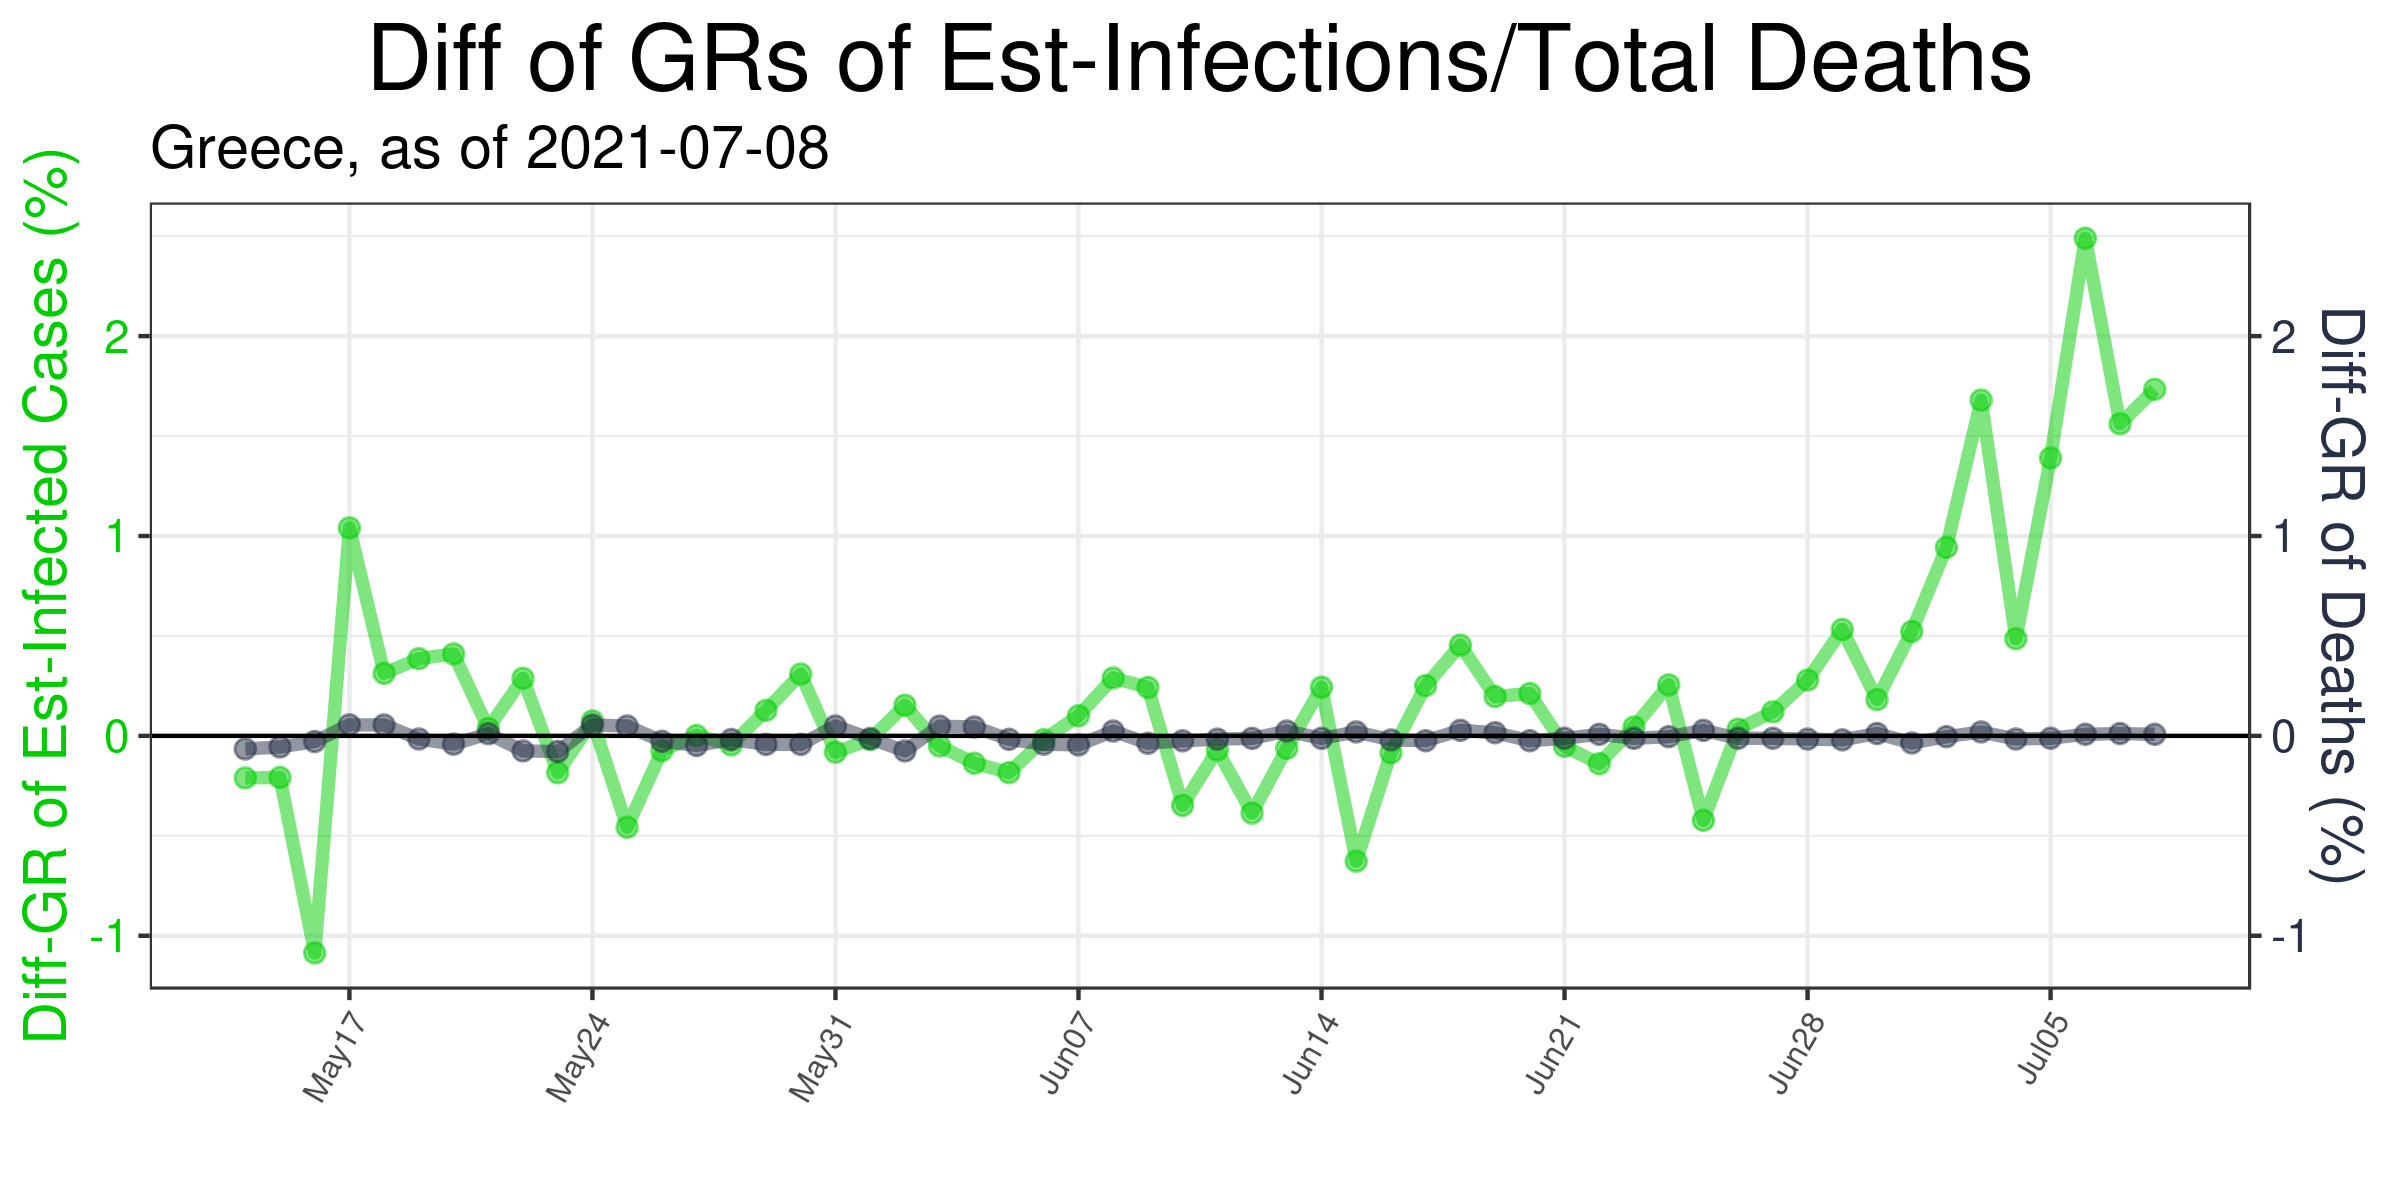 Diff of GRs of Est-Infections/Total Deaths
Greece, as of 2021-07-08
Diff-GR of Est-Infected Cases (%)
2
1
0
-1
2
1
0
-1
Diff-GR of Deaths (%)
May17
May24
May31
Jun07
Jun14
Jun21
Jun28
Jul05